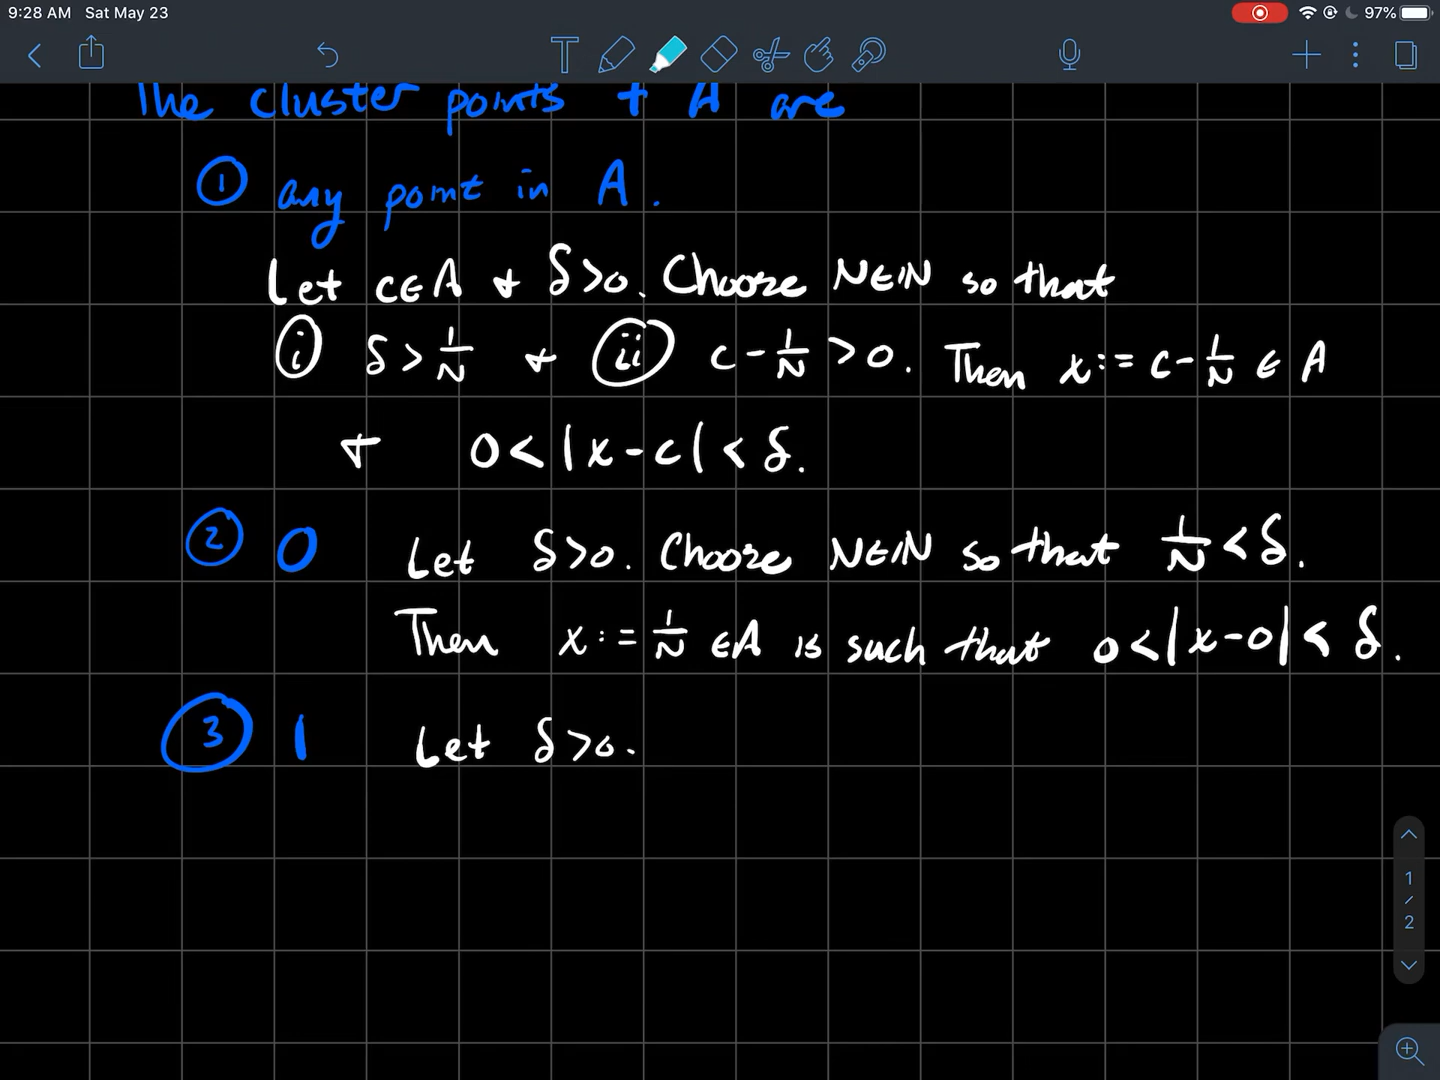 9:28 AM Sat May 23
97%
The cluster points + A are
① any point in A.
Let c∈A + δ>0. Choose N∈ℕ so that
ⓘ δ > 1/N + ⓘⓘ c - 1/N > 0. Then x := c - 1/N ∈ A
+ 0 < |x - c| < δ.
② 0 Let δ>0. Choose N∈ℕ so that 1/N < δ.
Then x := 1/N ∈A is such that 0 < |x-0| < δ.
③ 1 Let δ>0.
1/2